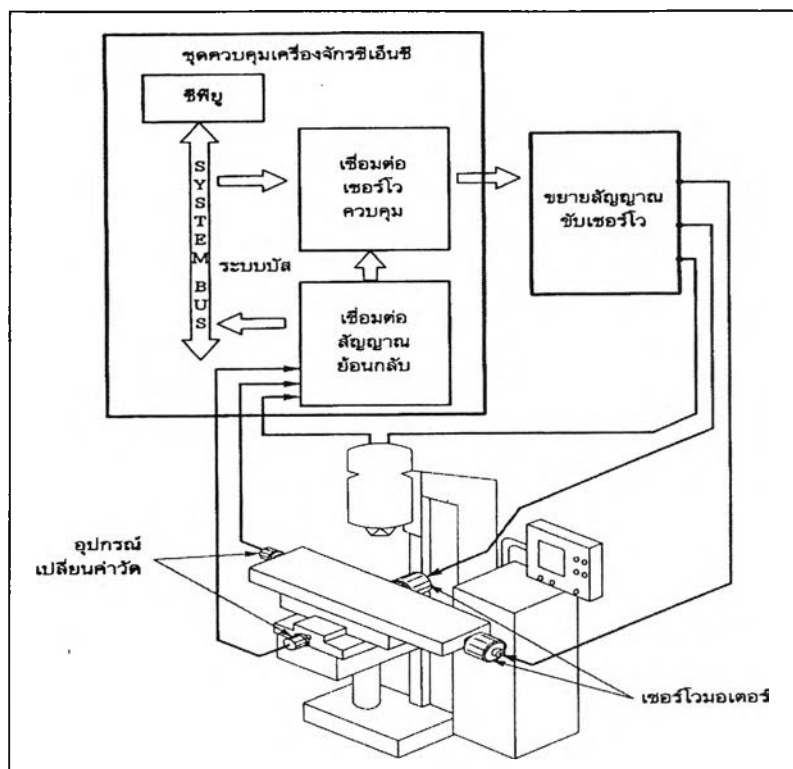 ชุดควบคุมเครื่องจักรซีเอ็นซี
ซีพียู
SYSTEM BUS
ระบบบัส
เชื่อมต่อ
เซอร์โว
ควบคุม
ขยายสัญญาณ
ขับเซอร์โว
เชื่อมต่อ
สัญญาณ
ย้อนกลับ
อุปกรณ์
เปลี่ยนค่าวัด
เซอร์โวมอเตอร์